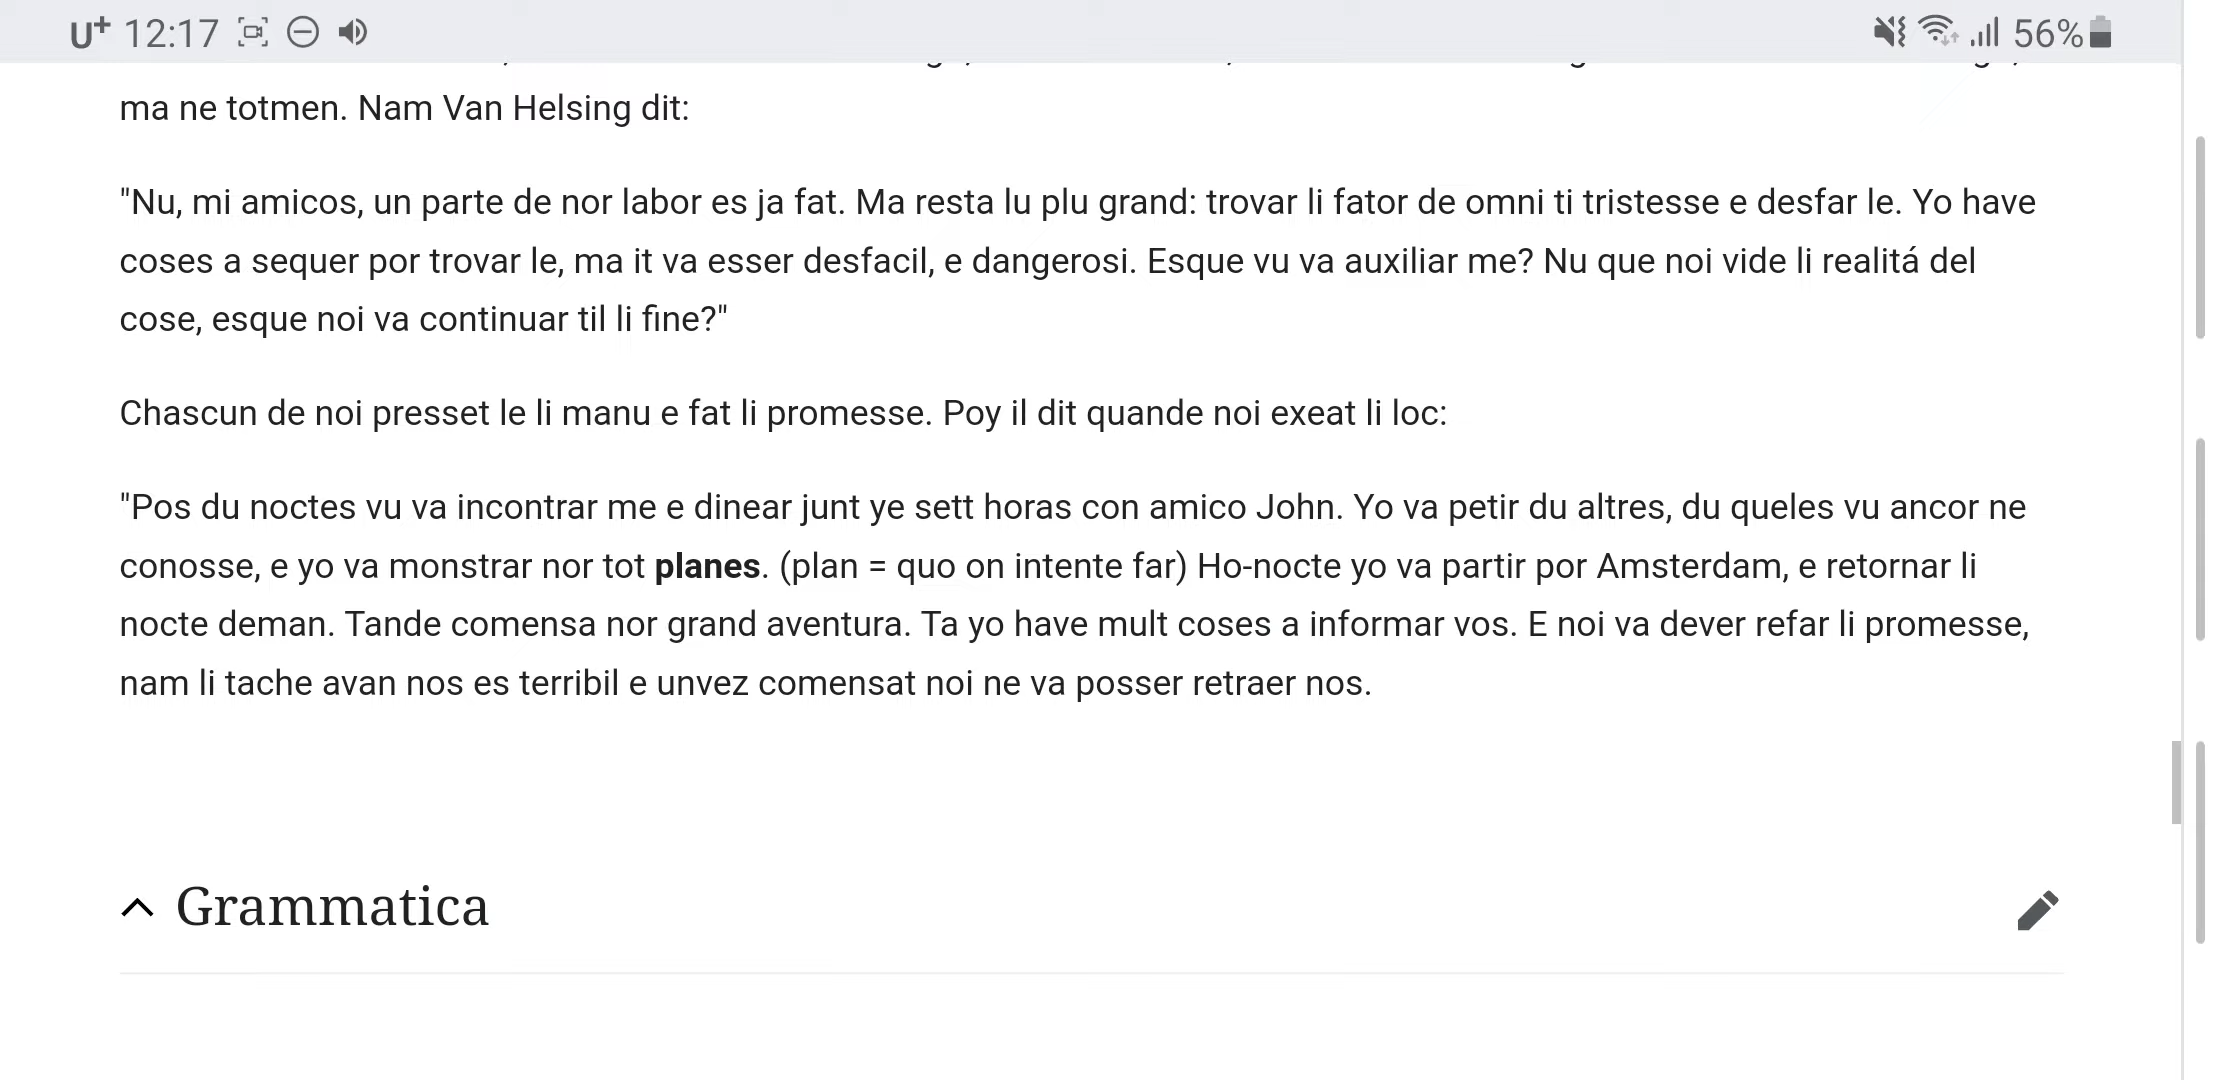 U+ 12:17 56%
ma ne totmen. Nam Van Helsing dit:
"Nu, mi amicos, un parte de nor labor es ja fat. Ma resta lu plu grand: trovar li fator de omni ti tristesse e desfar le. Yo have
coses a sequer por trovar le, ma it va esser desfacil, e dangerosi. Esque vu va auxiliar me? Nu que noi vide li realitá del
cose, esque noi va continuar til li fine?"
Chascun de noi presset le li manu e fat li promesse. Poy il dit quande noi exeat li loc:
"Pos du noctes vu va incontrar me e dinear junt ye sett horas con amico John. Yo va petir du altres, du queles vu ancor ne
conosse, e yo va monstrar nor tot planes. (plan = quo on intente far) Ho-nocte yo va partir por Amsterdam, e retornar li
nocte deman. Tande comensa nor grand aventura. Ta yo have mult coses a informar vos. E noi va dever refar li promesse,
nam li tache avan nos es terribil e unvez comensat noi ne va posser retraer nos.
Grammatica